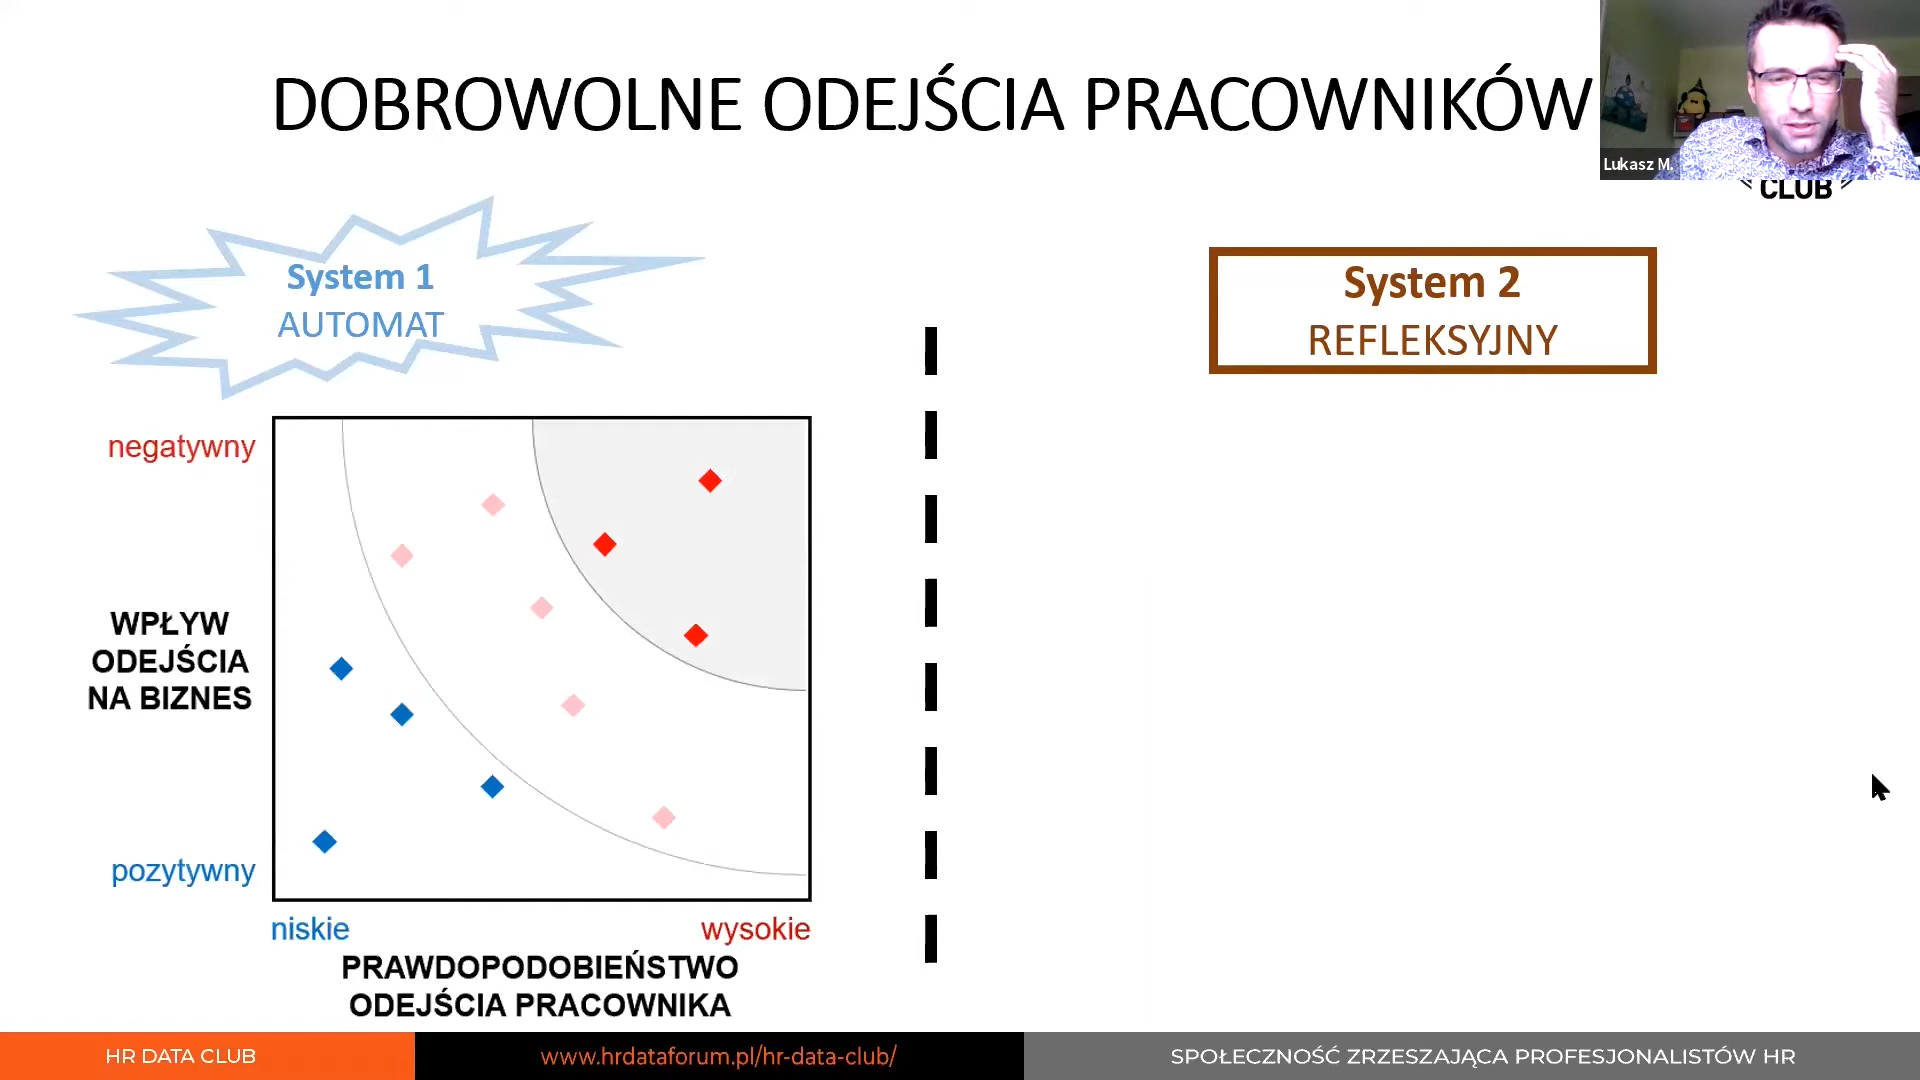 DOBROWOLNE ODEJŚCIA PRACOWNIKÓW
Lukasz M.
CLUB
System 1
AUTOMAT
System 2
REFLEKSYJNY
negatywny
WPŁYW
ODEJŚCIA
NA BIZNES
pozytywny
niskie
wysokie
PRAWDOPODOBIEŃSTWO
ODEJŚCIA PRACOWNIKA
HR DATA CLUB
www.hrdataforum.pl/hr-data-club/
SPOŁECZNOŚĆ ZRZESZAJĄCA PROFESJONALISTÓW HR